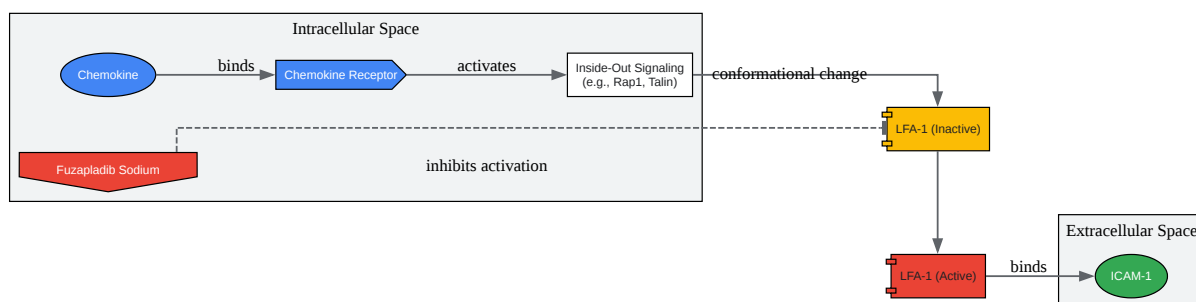 Intracellular Space
Chemokine
binds
Chemokine Receptor
activates
Inside-Out Signaling
(e.g., Rap1, Talin)
conformational change
LFA-1 (Inactive)
Fuzapladib Sodium
inhibits activation
Extracellular Space
LFA-1 (Active)
binds
ICAM-1